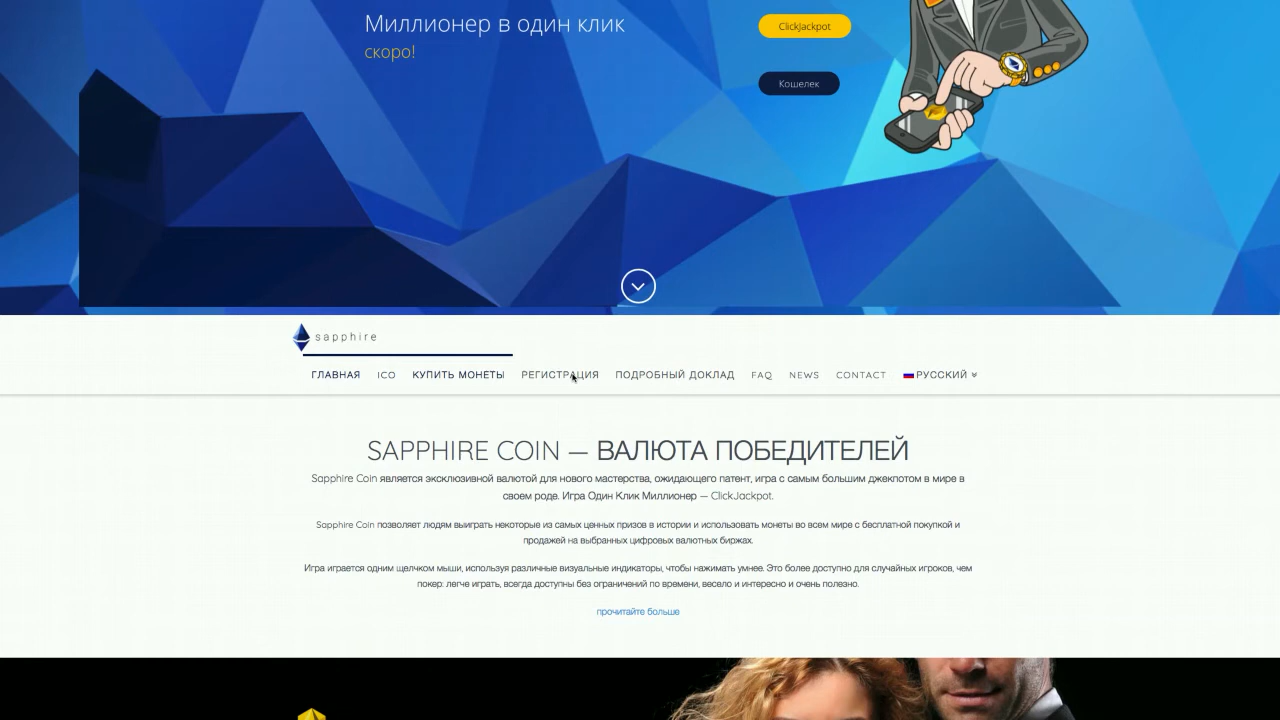 Миллионер в один клик
скоро!
ClickJackpot
Кошелек
sapphire
ГЛАВНАЯ ICO КУПИТЬ МОНЕТЫ РЕГИСТРАЦИЯ ПОДРОБНЫЙ ДОКЛАД FAQ NEWS CONTACT РУССКИЙ
SAPPHIRE COIN — ВАЛЮТА ПОБЕДИТЕЛЕЙ
Sapphire Coin является эксклюзивной валютой для нового мастерства, ожидающего патент, игра с самым большим джекпотом в мире в
своем роде. Игра Один Клик Миллионер — ClickJackpot.
Sapphire Coin позволяет людям выиграть некоторые из самых ценных призов в истории и использовать монеты во всем мире с бесплатной покупкой и
продажей на выбранных цифровых валютных биржах.
Игра играется одним щелчком мыши, используя различные визуальные индикаторы, чтобы нажимать умнее. Это более доступно для случайных игроков, чем
покер: легче играть, всегда доступны без ограничений по времени, весело и интересно и очень полезно.
прочитайте больше